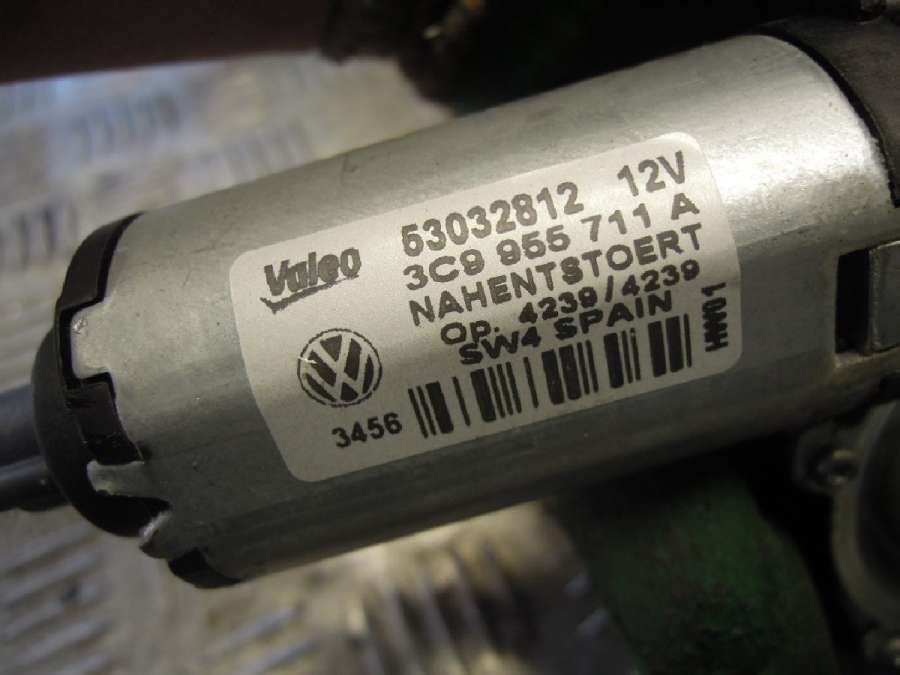 Valeo
53032812 12V
3C9 955 711 A
NAHENTSTOERT
Op. 4239/4239
SW4 SPAIN
HW01
3456